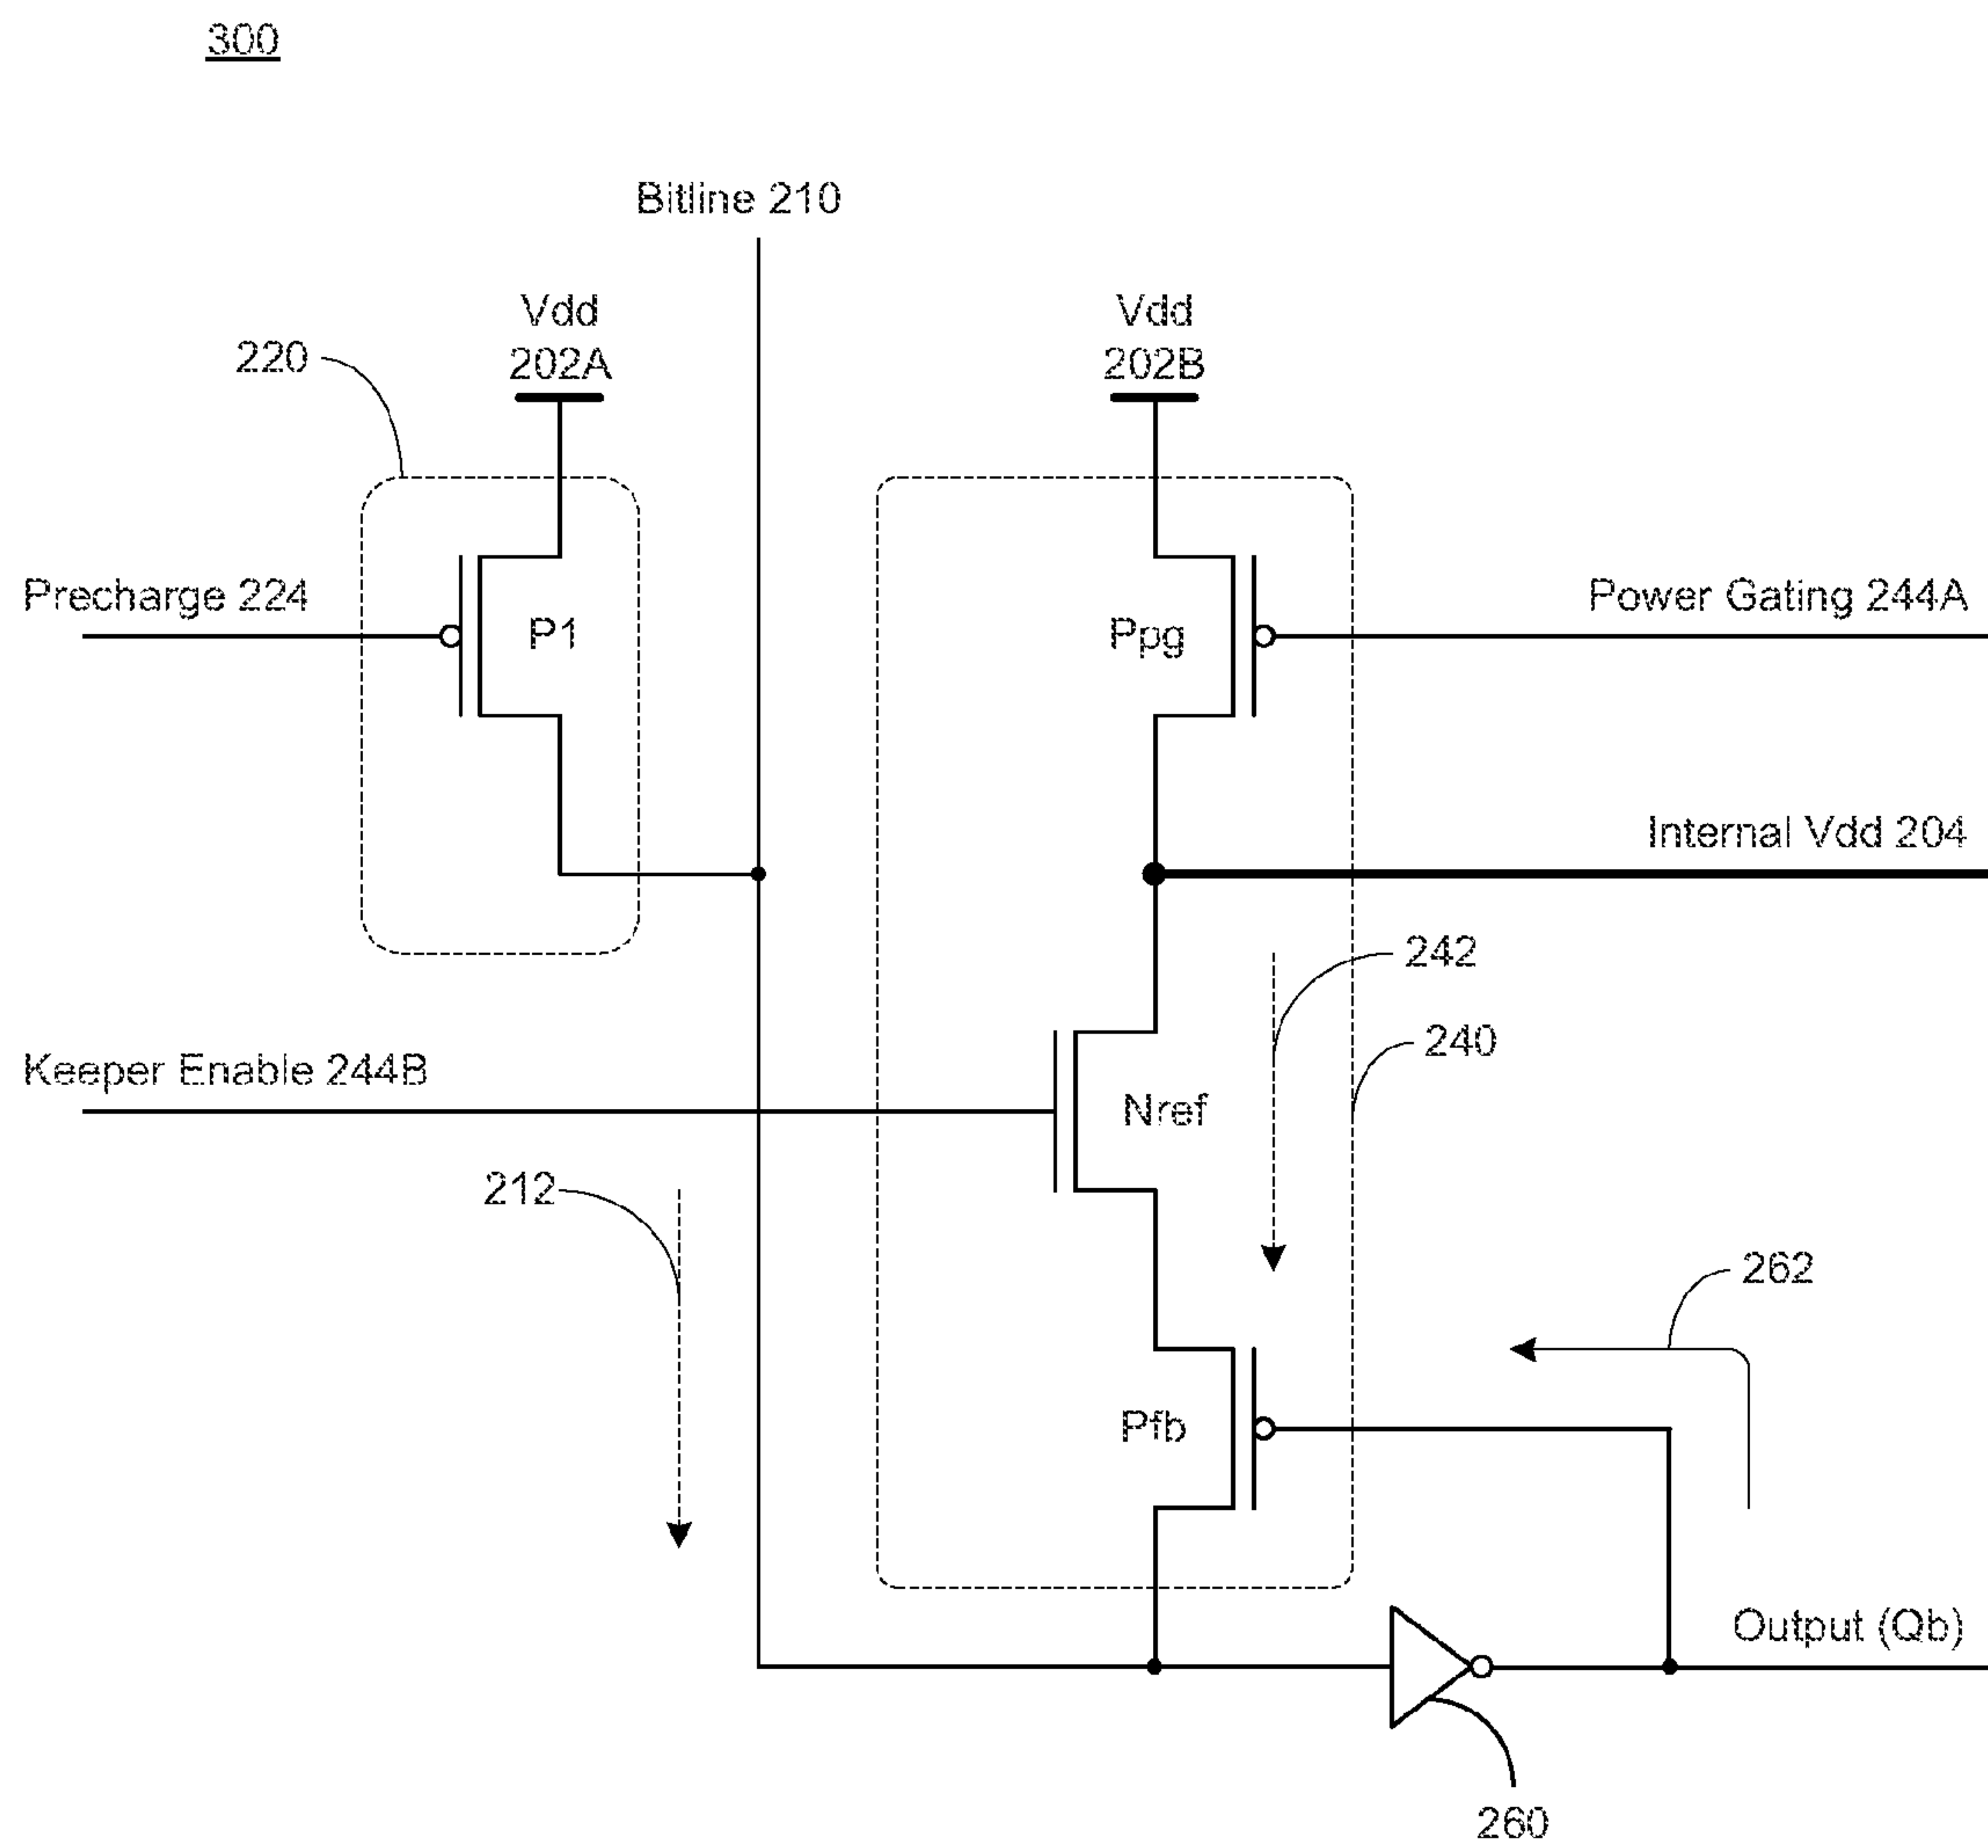 300
Bitline 210
Vdd
202A
Vdd
202B
220
Precharge 224
P1
Ppg
Power Gating 244A
Internal Vdd 204
242
240
Keeper Enable 244B
Nref
212
262
Pfb
Output (Qb)
260